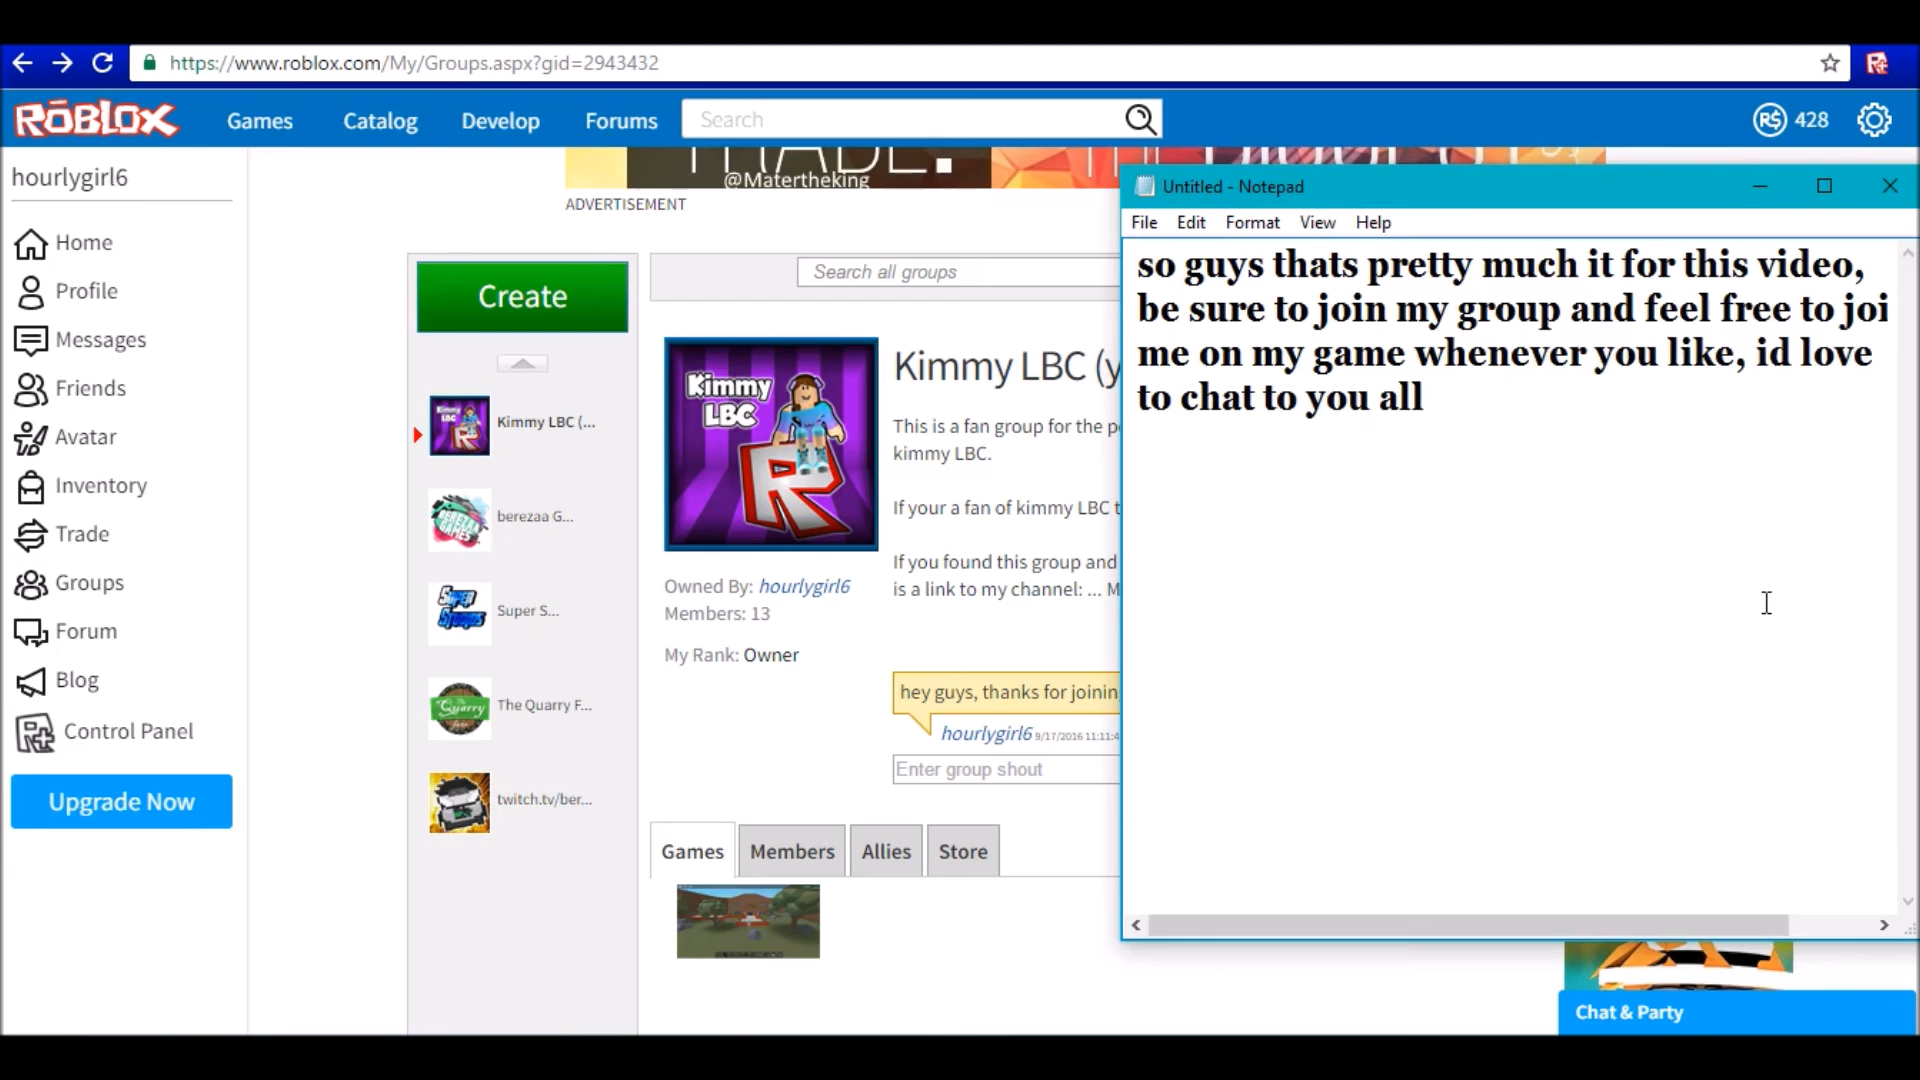 https://www.roblox.com/My/Groups.aspx?gid=2943432
ROBLOX
Games
Catalog
Develop
Forums
Search
R$ 428
hourlygirl6
Home
Profile
Messages
Friends
Avatar
Inventory
Trade
Groups
Forum
Blog
Control Panel
Upgrade Now
@Matertheking
ADVERTISEMENT
Create
Kimmy LBC (...
berezaa G...
Super S...
The Quarry F...
twitch.tv/ber...
Search all groups
Kimmy LBC
Owned By: hourlygirl6
Members: 13
My Rank: Owner
Kimmy LBC (y
This is a fan group for the p
kimmy LBC.
If your a fan of kimmy LBC t
If you found this group and
is a link to my channel: ... M
hey guys, thanks for joinin
hourlygirl6 9/17/2016 11:11:4
Enter group shout
Games
Members
Allies
Store
Untitled - Notepad
File
Edit
Format
View
Help
so guys thats pretty much it for this video,
be sure to join my group and feel free to joi
me on my game whenever you like, id love
to chat to you all
Chat & Party